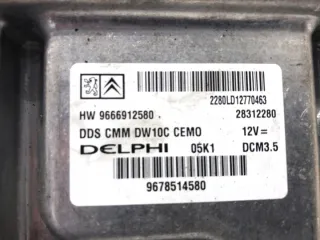 2280LD12770463
HW 9666912580 .
28312280
DDS CMM DW10C CEMO
12V=
DELPHI 05K1 DCM3.5
9678514580